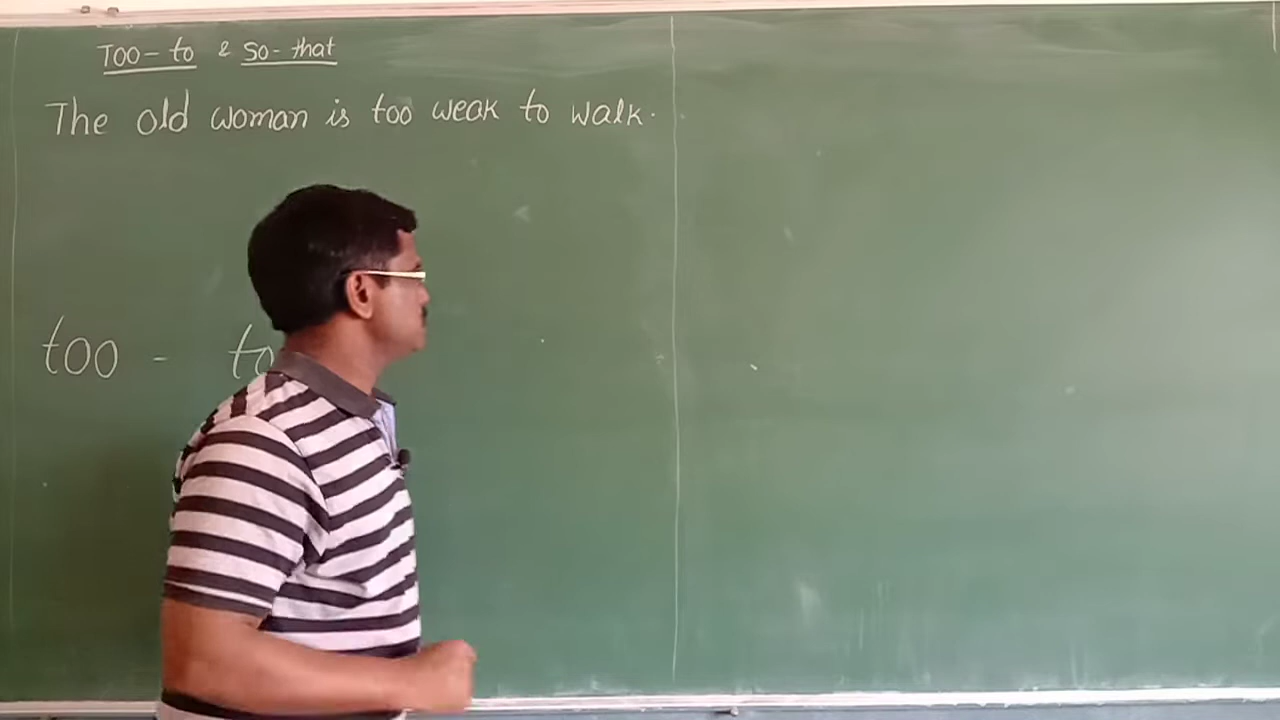 Too - to & So - that
The old woman is too weak to walk.
too - to